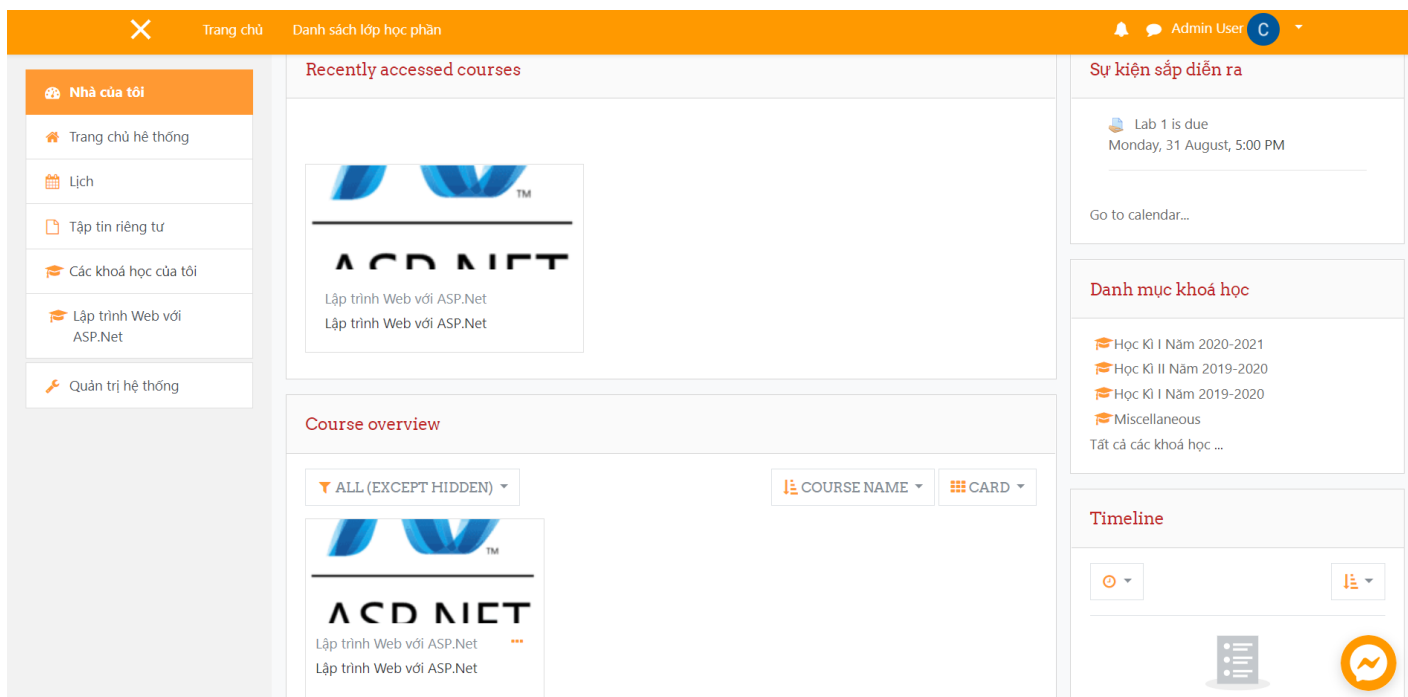 Trang chủ
Danh sách lớp học phần
Admin User
C
Nhà của tôi
Trang chủ hê thống
Lịch
Tập tin riêng tư
Các khoá học của tôi
Lập trình Web với
ASP.Net
Quản trị hệ thống
Recently accessed courses
TM
ASP.NET
Lập trình Web với ASP.Net
Lập trình Web với ASP.Net
Course overview
ALL (EXCEPT HIDDEN)
COURSE NAME
CARD
TM
ASP.NET
Lập trình Web với ASP.Net
Lập trình Web với ASP.Net
Sự kiện sắp diễn ra
Lab 1 is due
Monday, 31 August, 5:00 PM
Go to calendar...
Danh mục khoá học
Học Kì I Năm 2020-2021
Học Kì II Năm 2019-2020
Học Kì I Năm 2019-2020
Miscellaneous
Tất cả các khoá học ...
Timeline